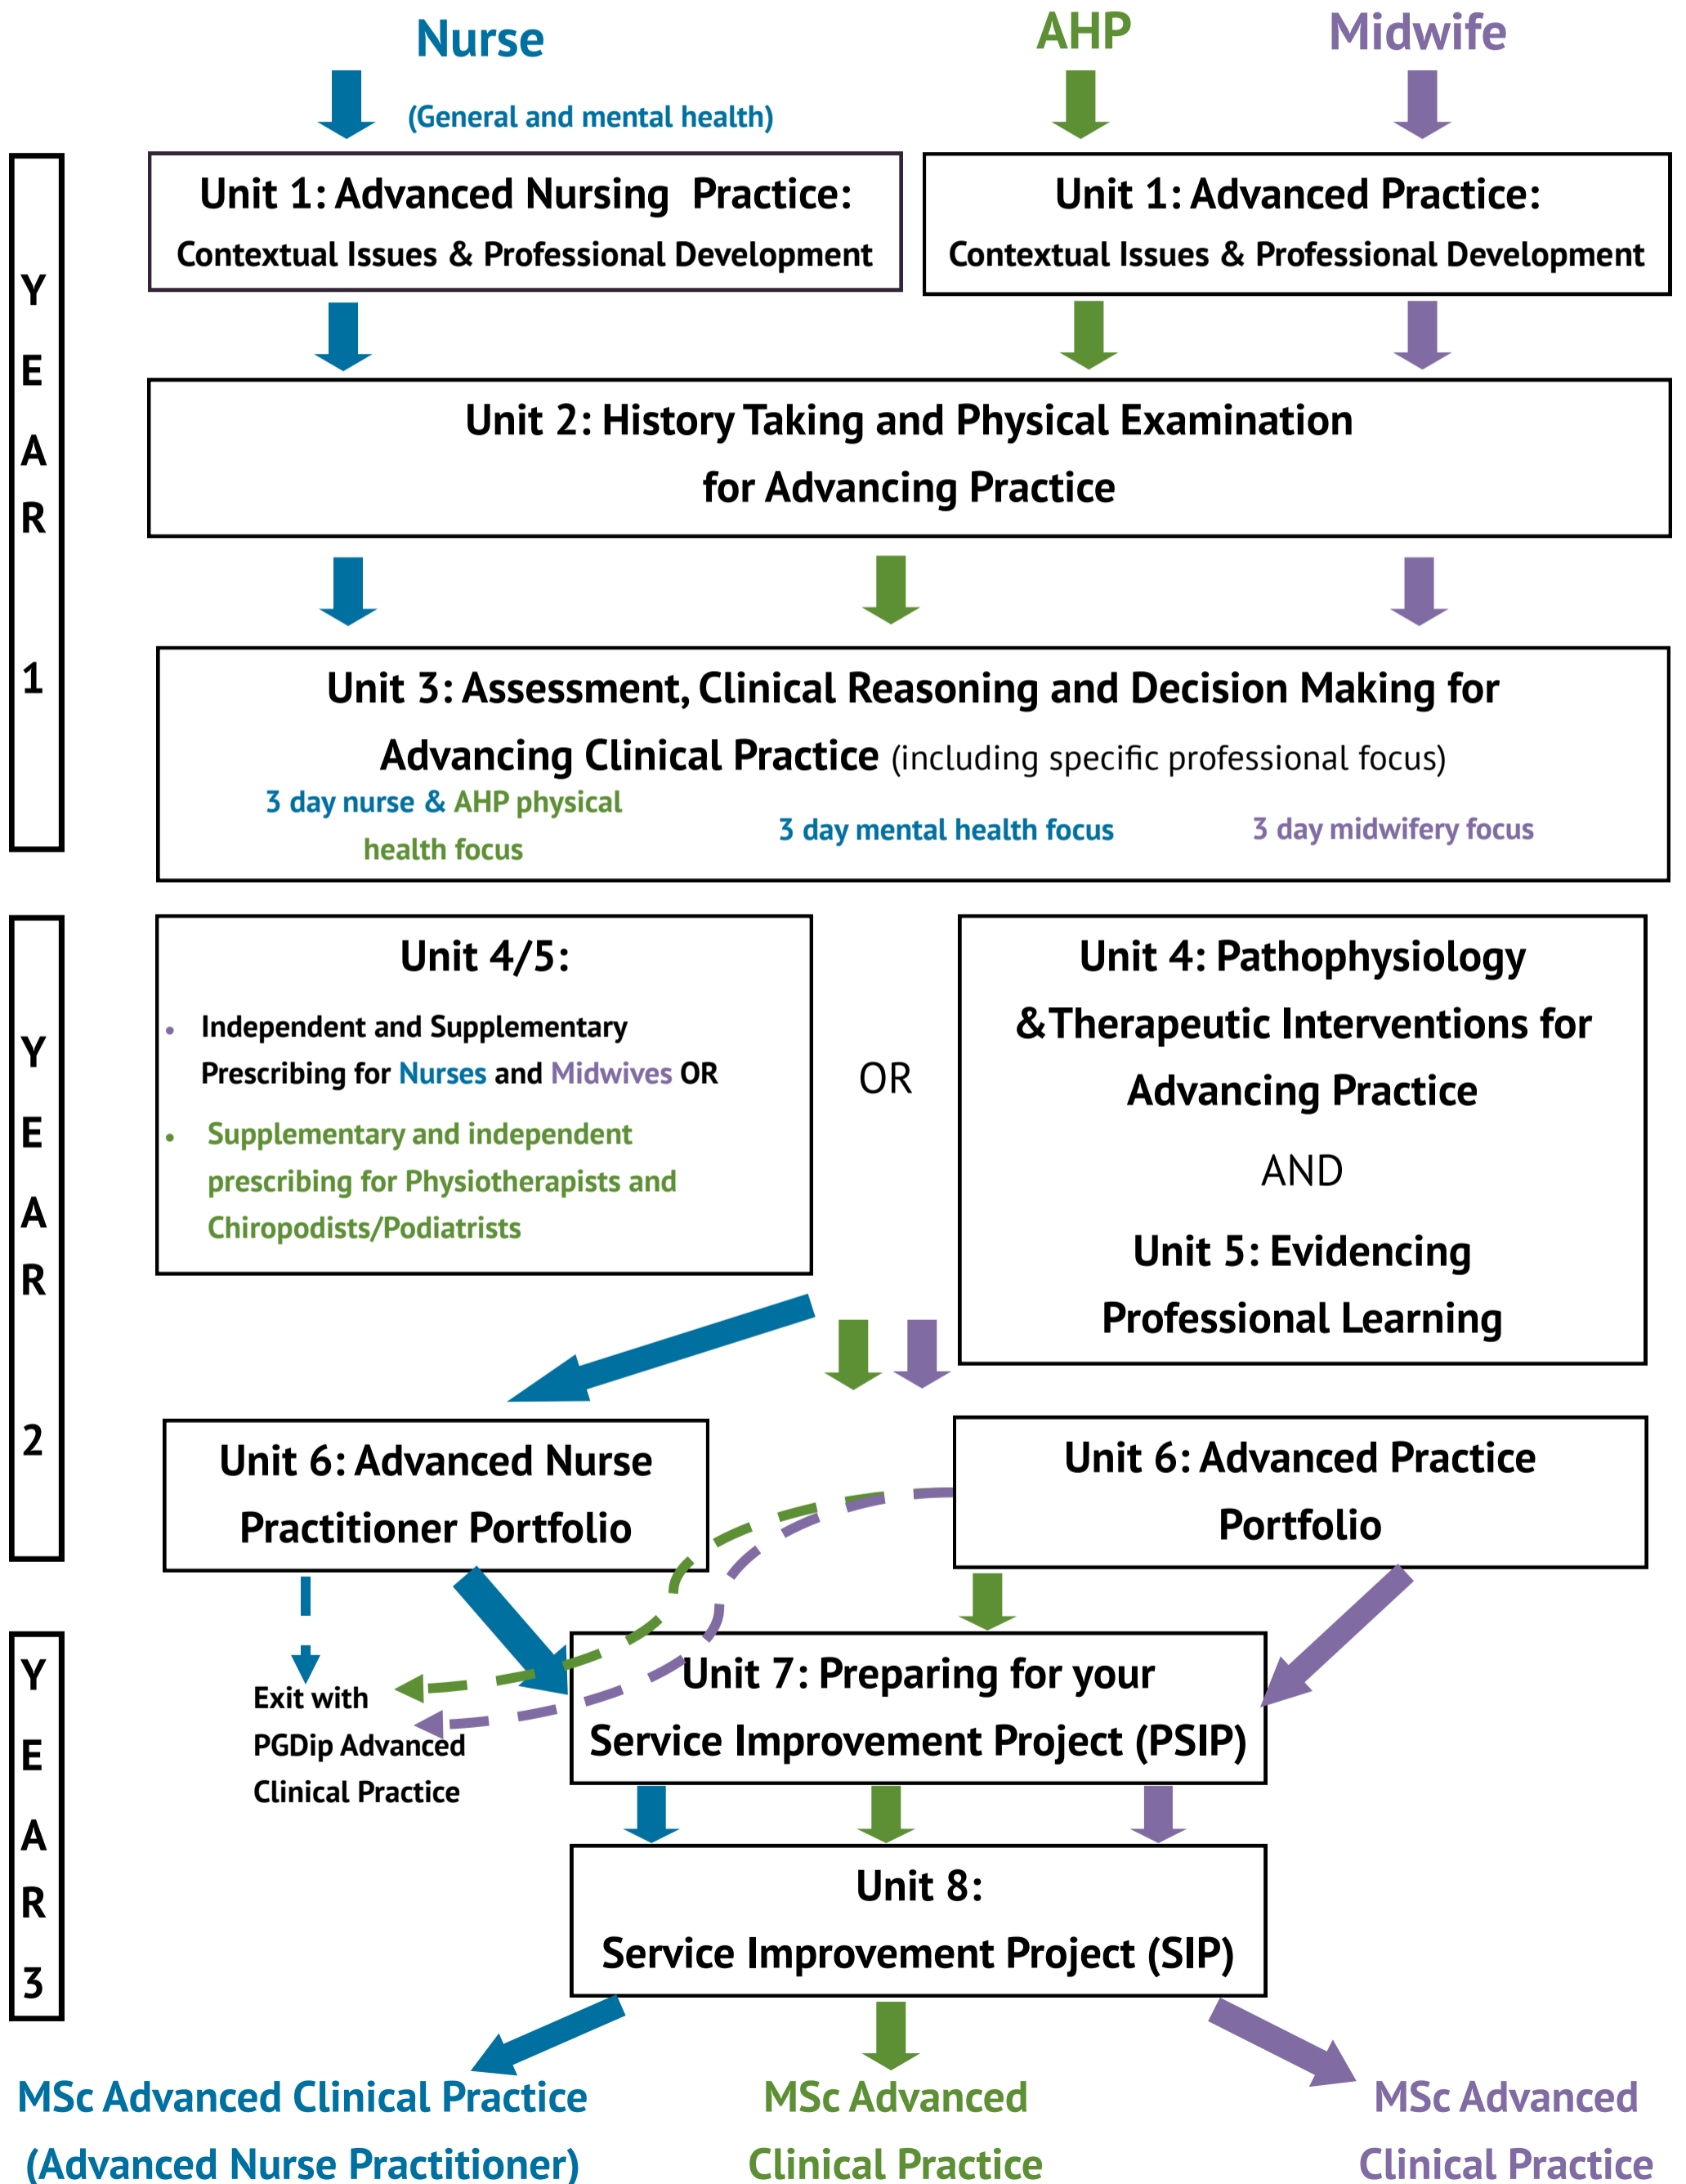 Nurse
AHP
Midwife
(General and mental health)
YEAR 1
Unit 1: Advanced Nursing Practice:
Contextual Issues & Professional Development
Unit 1: Advanced Practice:
Contextual Issues & Professional Development
Unit 2: History Taking and Physical Examination
for Advancing Practice
Unit 3: Assessment, Clinical Reasoning and Decision Making for
Advancing Clinical Practice (including specific professional focus)
3 day nurse & AHP physical
health focus
3 day mental health focus
3 day midwifery focus
YEAR 2
Unit 4/5:
• Independent and Supplementary
Prescribing for Nurses and Midwives OR
• Supplementary and independent
prescribing for Physiotherapists and
Chiropodists/Podiatrists
OR
Unit 4: Pathophysiology
&Therapeutic Interventions for
Advancing Practice
AND
Unit 5: Evidencing
Professional Learning
Unit 6: Advanced Nurse
Practitioner Portfolio
Unit 6: Advanced Practice
Portfolio
YEAR 3
Exit with
PGDip Advanced
Clinical Practice
Unit 7: Preparing for your
Service Improvement Project (PSIP)
Unit 8:
Service Improvement Project (SIP)
MSc Advanced Clinical Practice
(Advanced Nurse Practitioner)
MSc Advanced
Clinical Practice
MSc Advanced
Clinical Practice